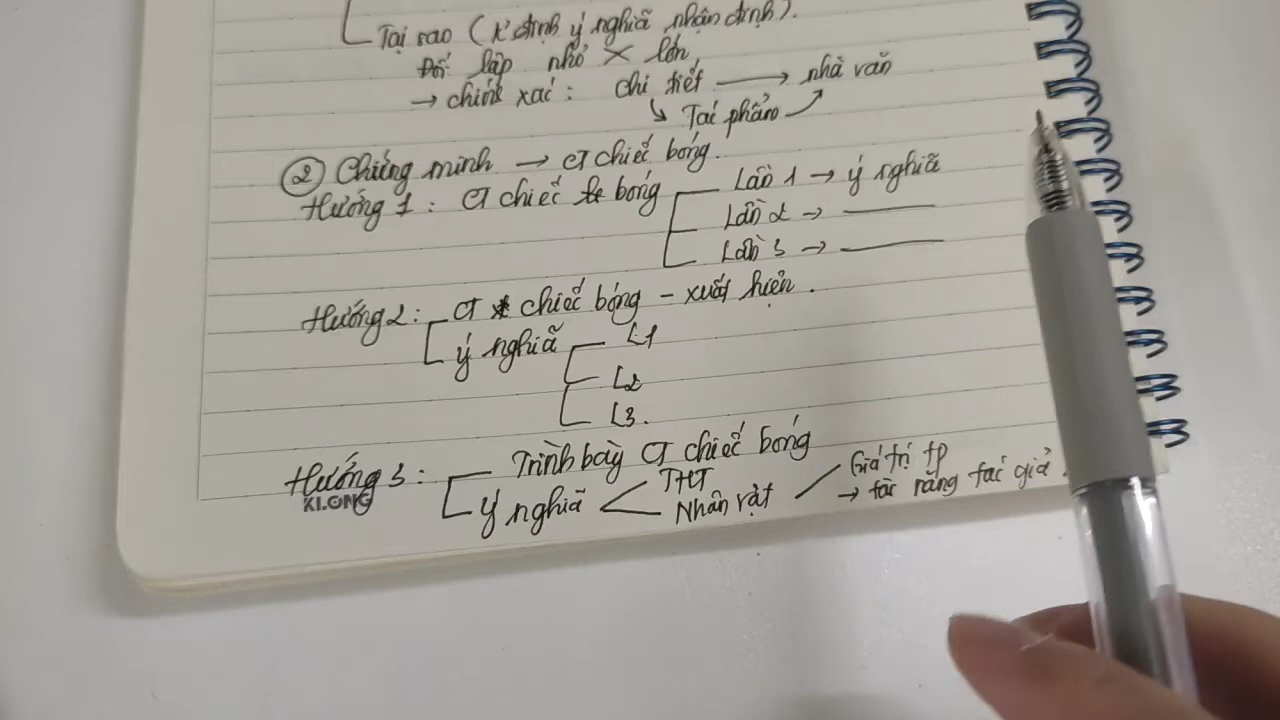 Tại sao (x' định ý nghĩa nhận định).
Đối lập nhỏ X lớn
→ chính xác: chi tiết → nhà văn
↳ Tác phẩm
② Chứng minh → CT chiếc bóng.
Hướng 1: CT chiếc bóng Lần 1 → ý nghĩa
Lần 2 →
Lần 3 →
Hướng 2: CT chiếc bóng - xuất hiện.
ý nghĩa L1
L2
L3.
Hướng 3: Trình bày CT chiếc bóng
Ý nghĩa THT Giá trị tp
Nhân vật → tài năng tác giả.
KLONG